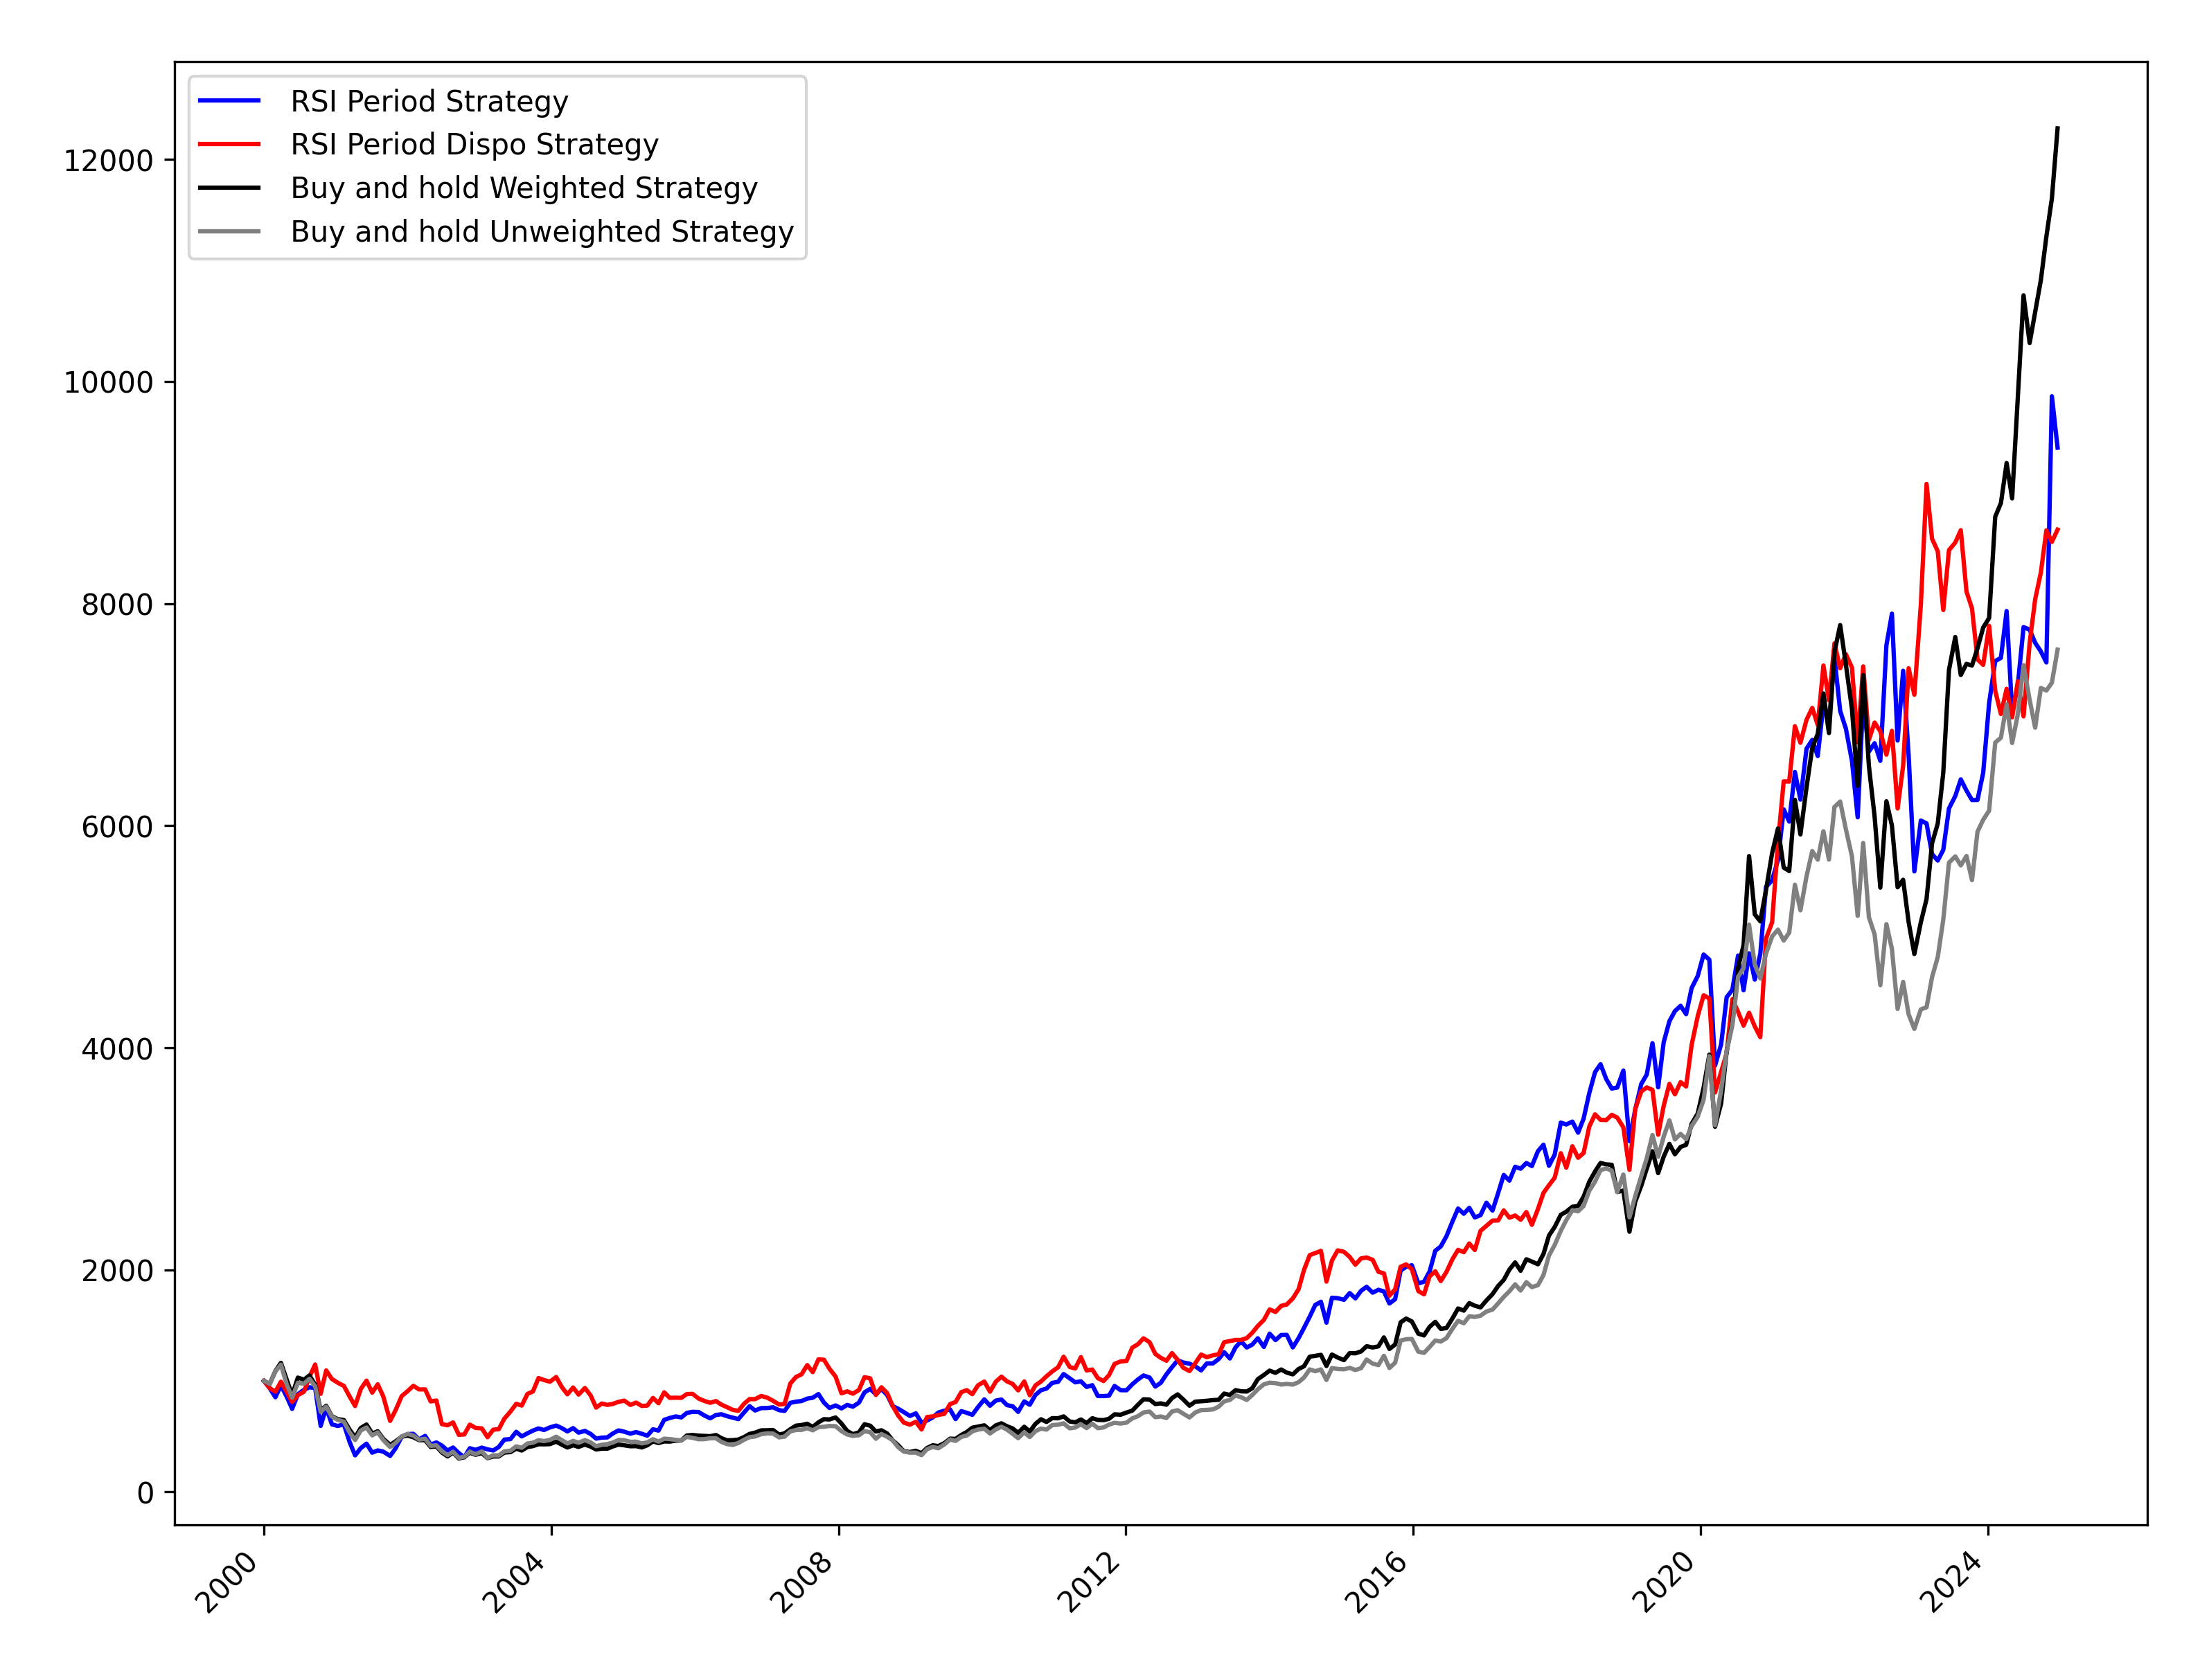 RSI Period Strategy
RSI Period Dispo Strategy
Buy and hold Weighted Strategy
Buy and hold Unweighted Strategy
12000
10000
8000
6000
4000
2000
0
2000 2004 2008 2012 2016 2020 2024